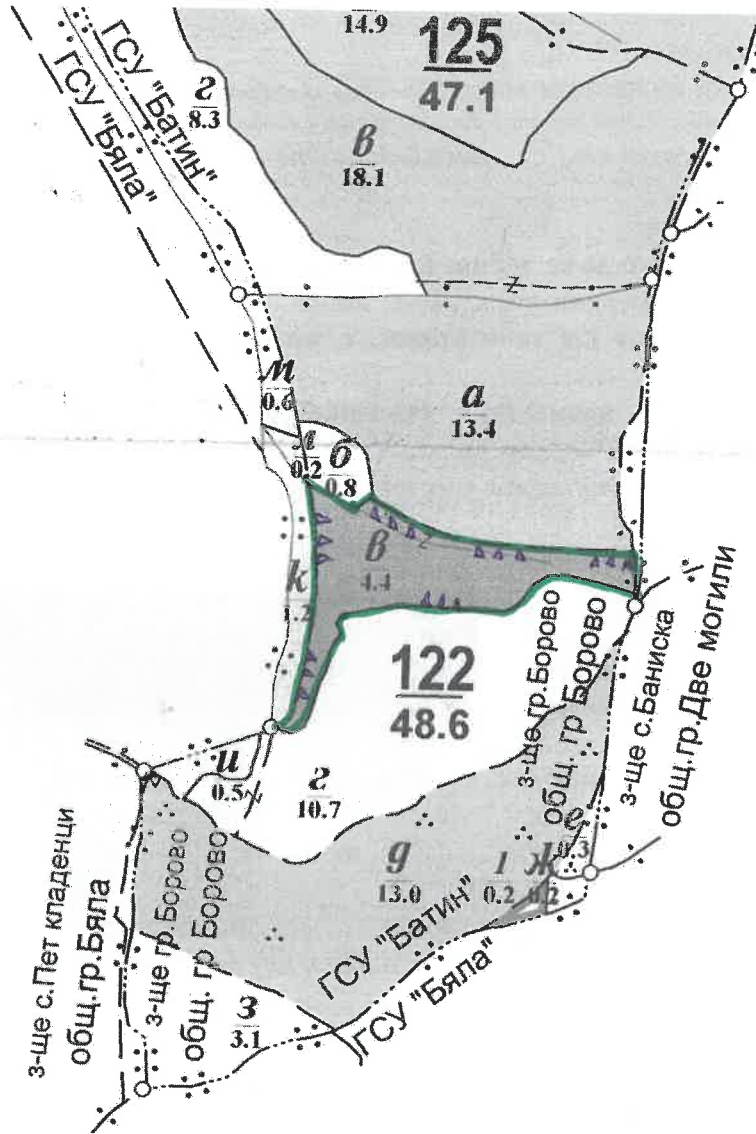 14.9
125
47.1
г
8.3
в
18.1
ГСУ "Батин"
ГСУ "Бяла"
м
0.6
а
13.4
л
0.2
б
0.8
в
4.4
к
1.2
122
48.6
з-ще гр.Борово
общ. гр Борово
з-ще с.Баниска
общ.гр.Две могили
и
0.5
г
10.7
е
0.3
д
13.0
1
0.2
ж
0.2
ГСУ "Батин"
ГСУ "Бяла"
з-ще с.Пет кладенци
общ.гр.Бяла
з-ще гр.Борово
общ. гр Борово
з
3.1